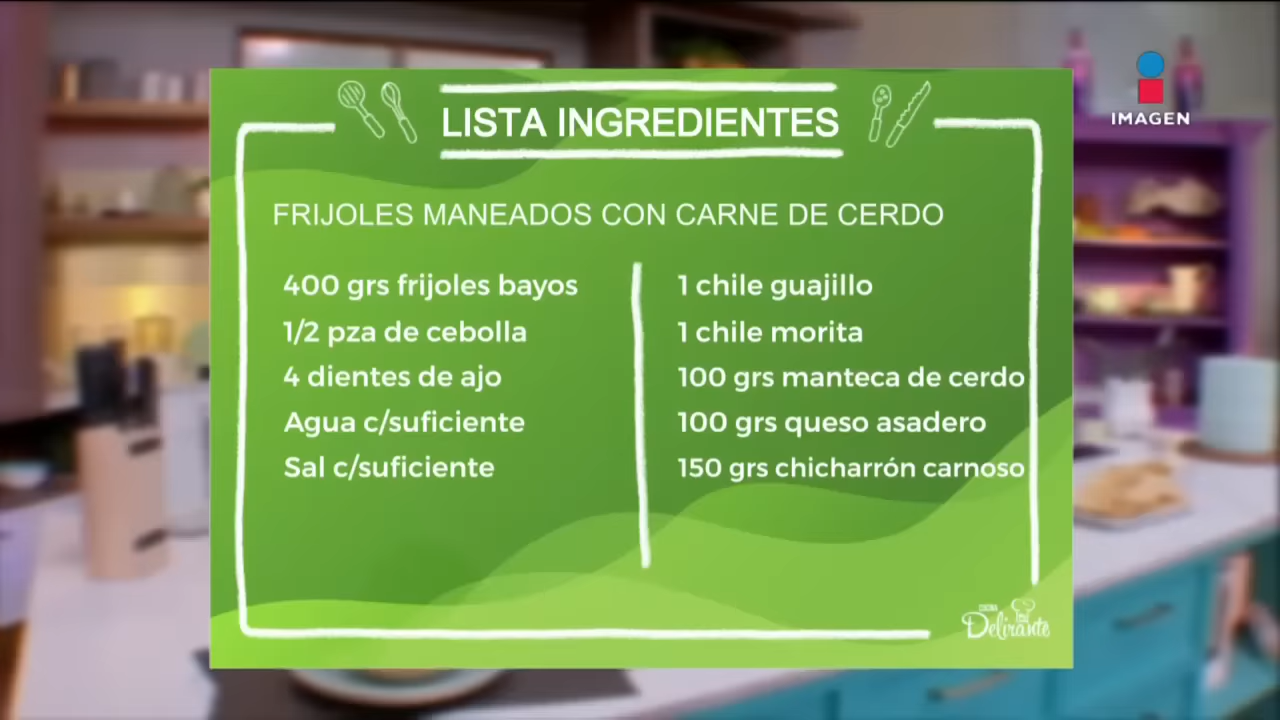 LISTA INGREDIENTES
IMAGEN
FRIJOLES MANEADOS CON CARNE DE CERDO
400 grs frijoles bayos
1/2 pza de cebolla
4 dientes de ajo
Agua c/suficiente
Sal c/suficiente
1 chile guajillo
1 chile morita
100 grs manteca de cerdo
100 grs queso asadero
150 grs chicharrón carnoso
COCINA
Delirante